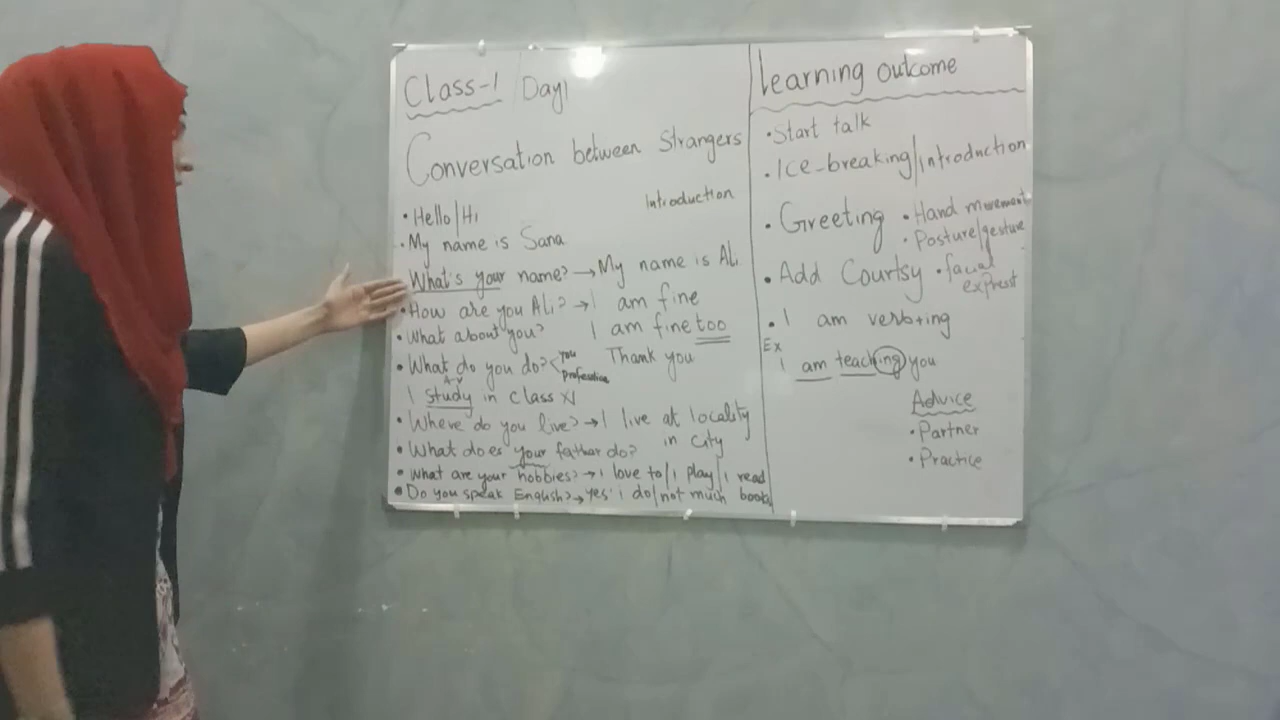 Class-1 / Day1
Conversation between Strangers
Introduction
• Hello/Hi
• My name is Sana
• What's your name? → My name is Ali
• How are you Ali? → I am fine
• What about you? I am fine too
Thank you
• What do you do? < you
profession
I study in class XI
• Where do you live? → I live at locality
in city
• What does your father do?
• What are your hobbies? → I love to/I play/I read
book
• Do you speak English? → Yes! i do/not much
Learning outcome
• Start talk
• Ice-breaking/introduction
• Greeting • Hand movement
• Posture/gesture
• Add Courtsy • facial
express
• I am verb+ing
Ex
I am teaching you
Advice
• Partner
• Practice